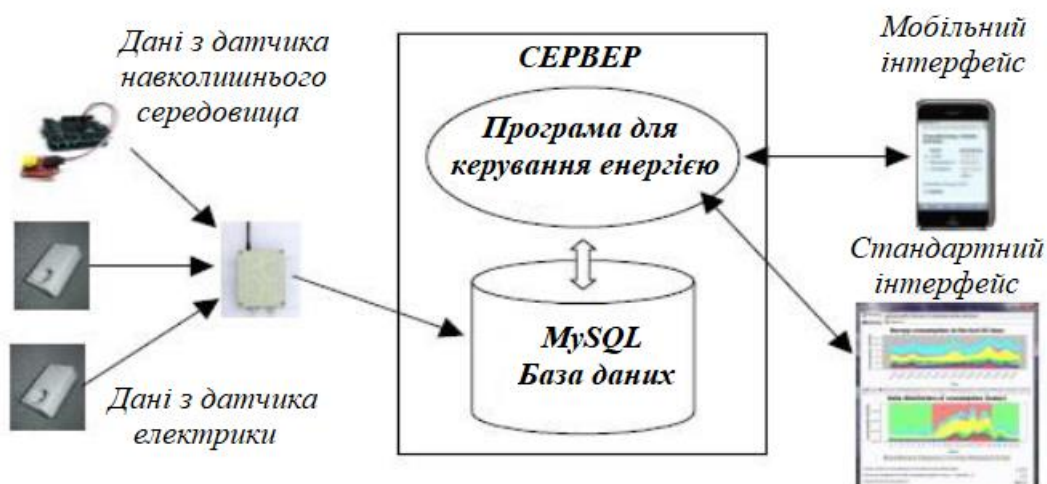 Дані з датчика
навколишнього
середовища
СЕРВЕР
Програма для
керування енергією
MySQL
База даних
Дані з датчика
електрики
Мобільний
інтерфейс
Стандартний
інтерфейс